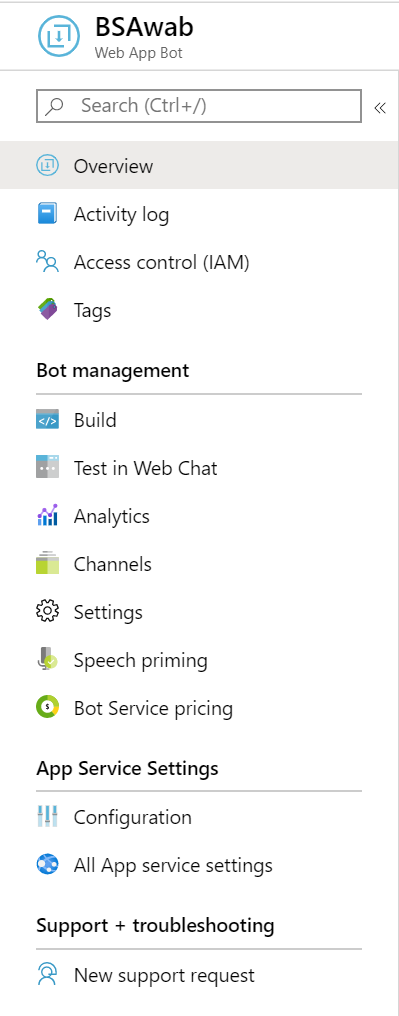 BSAwab
Web App Bot
Search (Ctrl+/)
Overview
Activity log
Access control (IAM)
Tags
Bot management
Build
Test in Web Chat
Analytics
Channels
Settings
Speech priming
Bot Service pricing
App Service Settings
Configuration
All App service settings
Support + troubleshooting
New support request